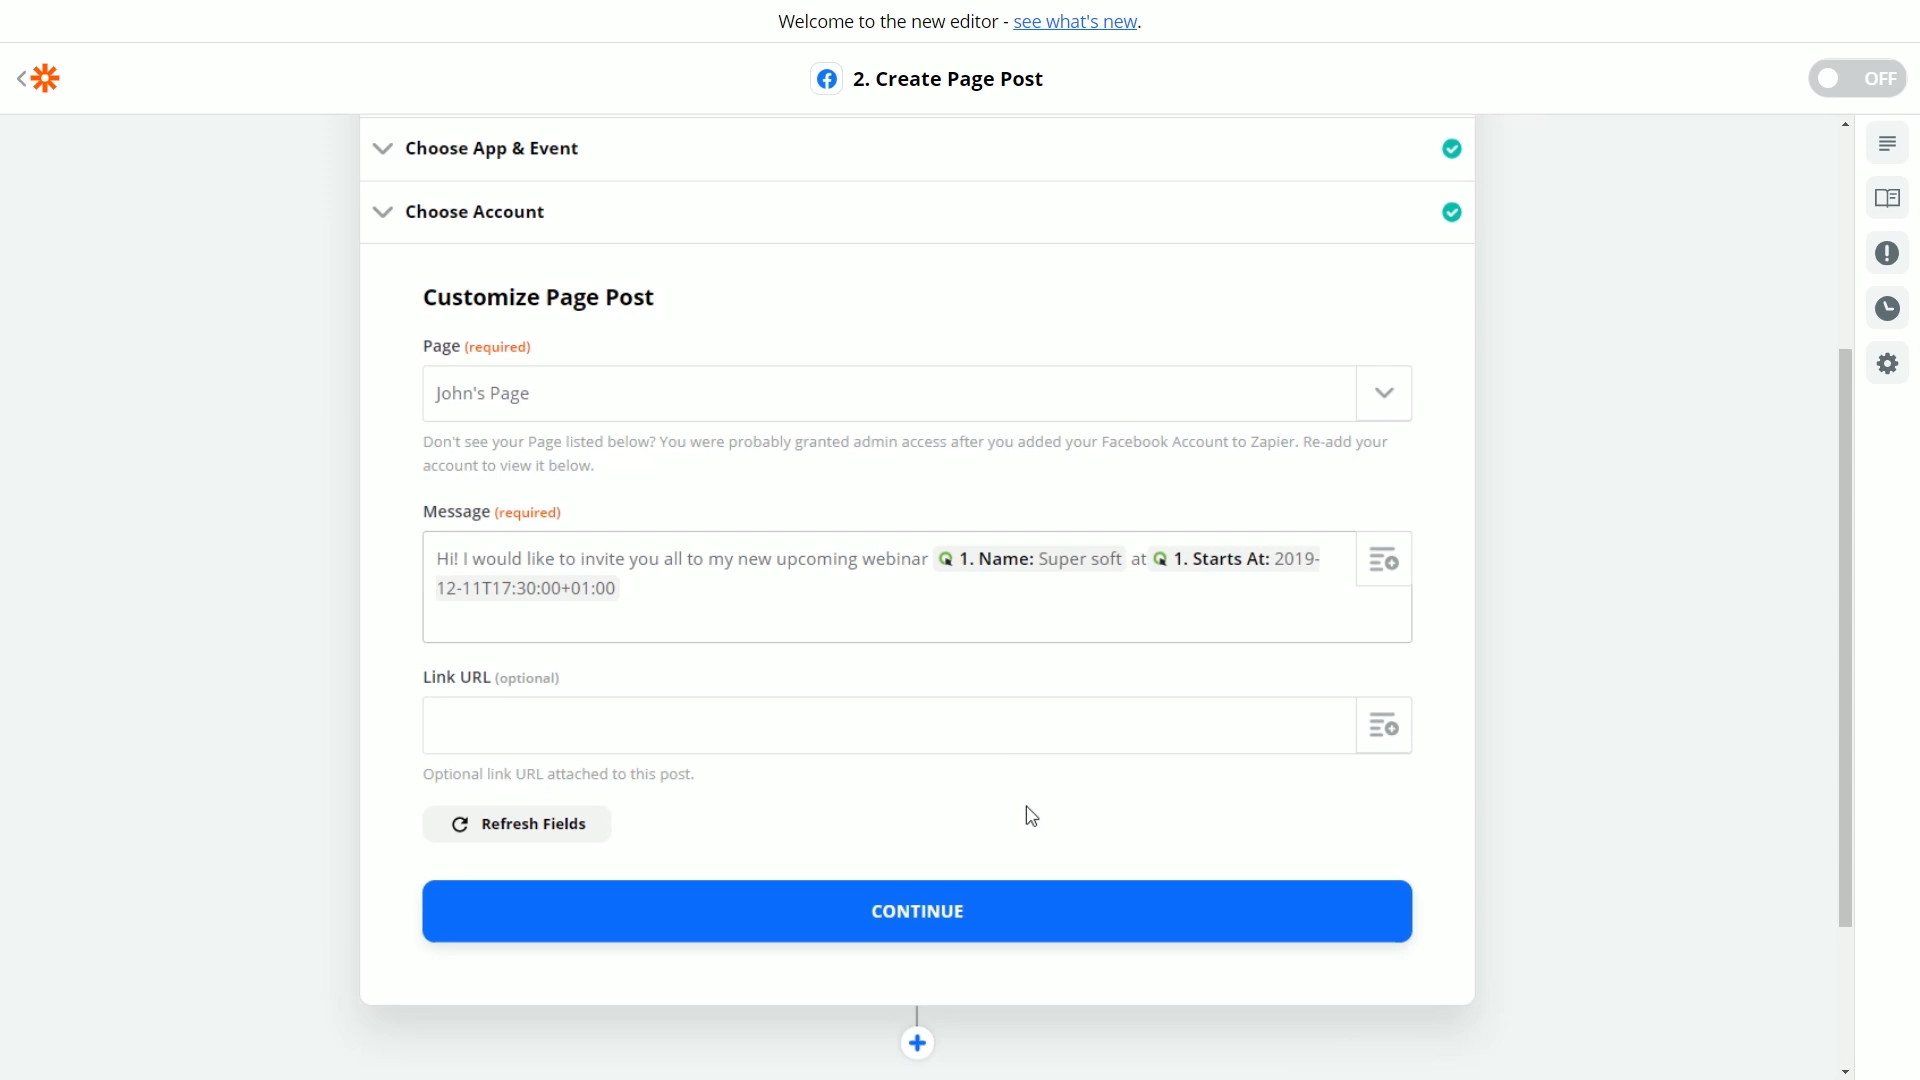 Welcome to the new editor - see what's new.
2. Create Page Post
OFF
Choose App & Event
Choose Account
Customize Page Post
Page (required)
John's Page
Don't see your Page listed below? You were probably granted admin access after you added your Facebook Account to Zapier. Re-add your
account to view it below.
Message (required)
Hi! I would like to invite you all to my new upcoming webinar 1. Name: Super soft at 1. Starts At: 2019-
12-11T17:30:00+01:00
Link URL (optional)
Optional link URL attached to this post.
Refresh Fields
CONTINUE